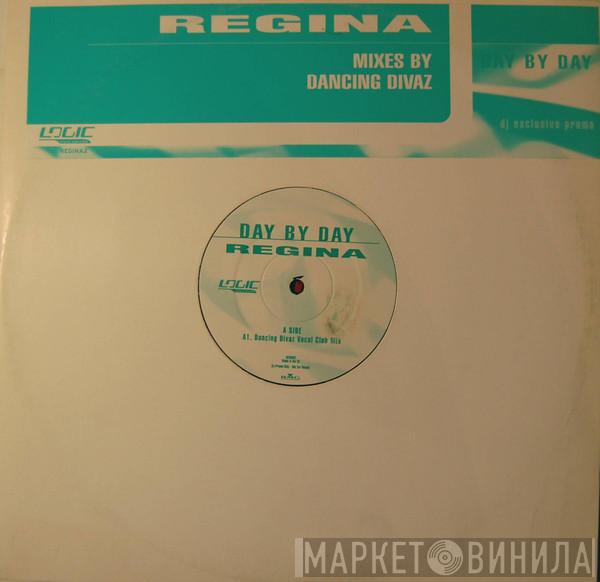 REGINA
MIXES BY
DANCING DIVAZ
DAY BY DAY
dj exclusive promo
LOGIC
REGINA2
DAY BY DAY
REGINA
LOGIC
A SIDE
A1. Dancing Divaz Vocal Club Mix
BMG
МАРКЕТ ВИНИЛА